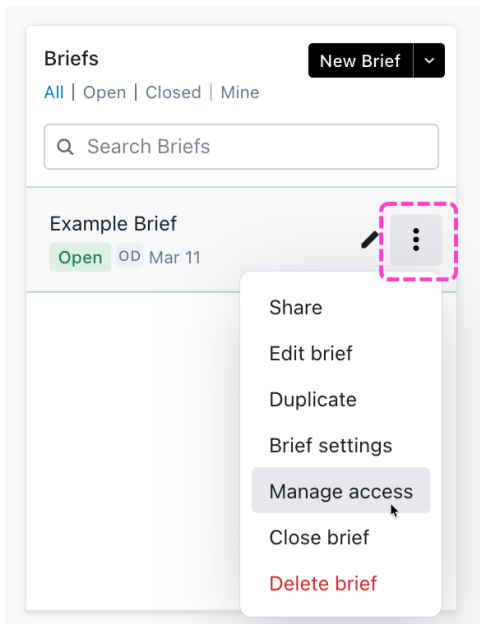 Briefs
New Brief
All | Open | Closed | Mine
Search Briefs
Example Brief
Open OD Mar 11
Share
Edit brief
Duplicate
Brief settings
Manage access
Close brief
Delete brief